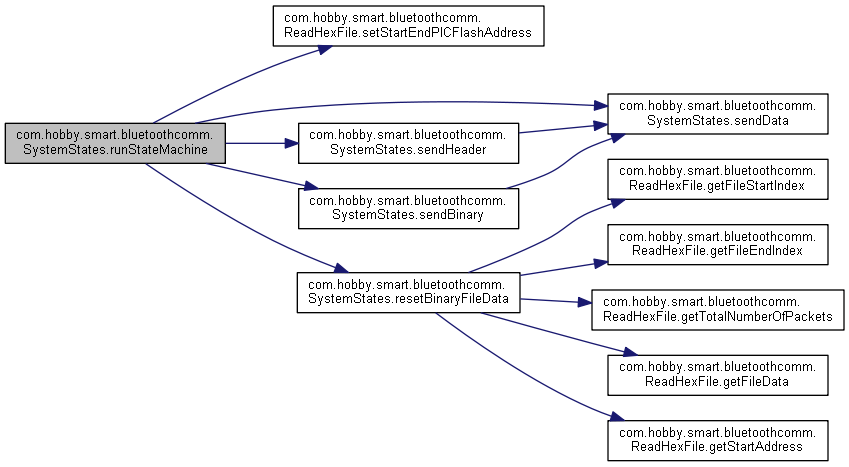 com.hobby.smart.bluetoothcomm.
ReadHexFile.setStartEndPICFlashAddress
com.hobby.smart.bluetoothcomm.
SystemStates.runStateMachine
com.hobby.smart.bluetoothcomm.
SystemStates.sendData
com.hobby.smart.bluetoothcomm.
SystemStates.sendHeader
com.hobby.smart.bluetoothcomm.
ReadHexFile.getFileStartIndex
com.hobby.smart.bluetoothcomm.
SystemStates.sendBinary
com.hobby.smart.bluetoothcomm.
ReadHexFile.getFileEndIndex
com.hobby.smart.bluetoothcomm.
SystemStates.resetBinaryFileData
com.hobby.smart.bluetoothcomm.
ReadHexFile.getTotalNumberOfPackets
com.hobby.smart.bluetoothcomm.
ReadHexFile.getFileData
com.hobby.smart.bluetoothcomm.
ReadHexFile.getStartAddress